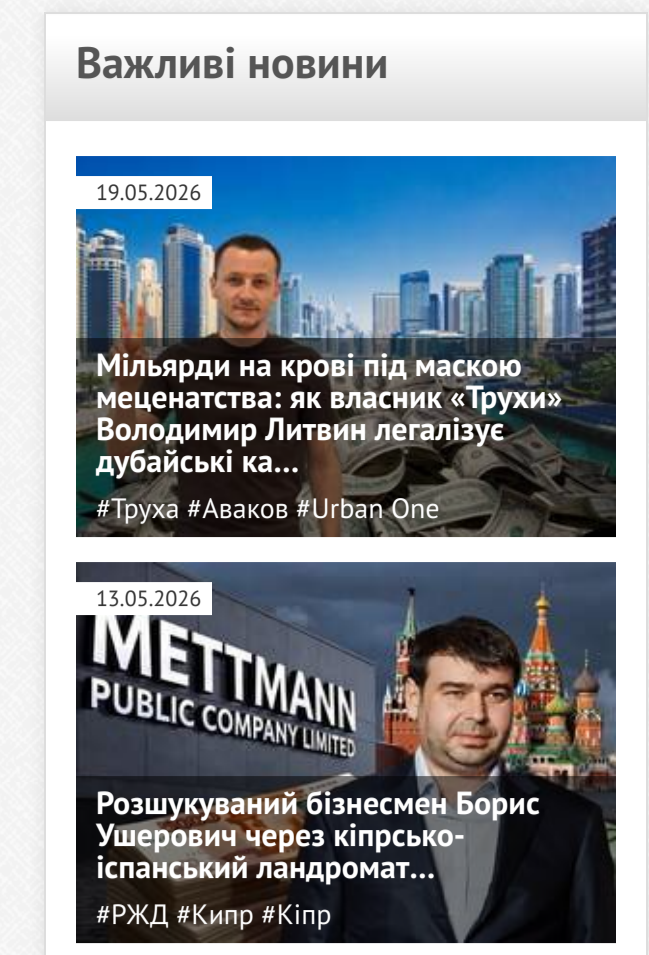 Важливі новини
19.05.2026
Мільярди на крові під маскою
меценатства: як власник «Трухи»
Володимир Литвин легалізує
дубайські ка...
#Труха #Аваков #Urban One
13.05.2026
METTMANN
PUBLIC COMPANY LIMITED
Розшукуваний бізнесмен Борис
Ушерович через кіпрсько-
іспанський ландромат...
#РЖД #Кипр #Кіпр